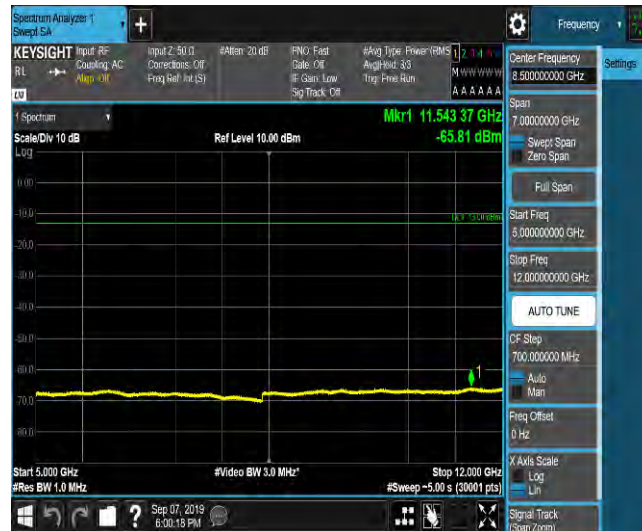 Spectrum Analyzer 1
Swept SA
+
Frequency
KEYSIGHT
RL
Input: RF
Coupling: AC
Align: Off
Input Z: 50 Ω
Corrections: Off
Freq Ref: Int (S)
#Atten: 20 dB
PNO: Fast
Gate: Off
IF Gain: Low
Sig Track: Off
#Avg Type: Power (RMS
Avg|Hold: 3/3
Trig: Free Run
M W W W W W
A A A A A A
LXI
1 Spectrum
Scale/Div 10 dB
Log
Ref Level 10.00 dBm
Mkr1 11.543 37 GHz
-65.81 dBm
0.00
-10.0
-20.0
-30.0
-40.0
-50.0
-60.0
-70.0
-80.0
1
Start 5.000 GHz
#Res BW 1.0 MHz
#Video BW 3.0 MHz*
Stop 12.000 GHz
#Sweep ~5.00 s (30001 pts)
Sep 07, 2019
6:00:18 PM
?
Center Frequency
8.500000000 GHz
Settings
Span
7.00000000 GHz
Swept Span
Zero Span
Full Span
Start Freq
5.000000000 GHz
Stop Freq
12.000000000 GHz
AUTO TUNE
CF Step
700.000000 MHz
Auto
Man
Freq Offset
0 Hz
X Axis Scale
Log
Lin
Signal Track
(Span Zoom)